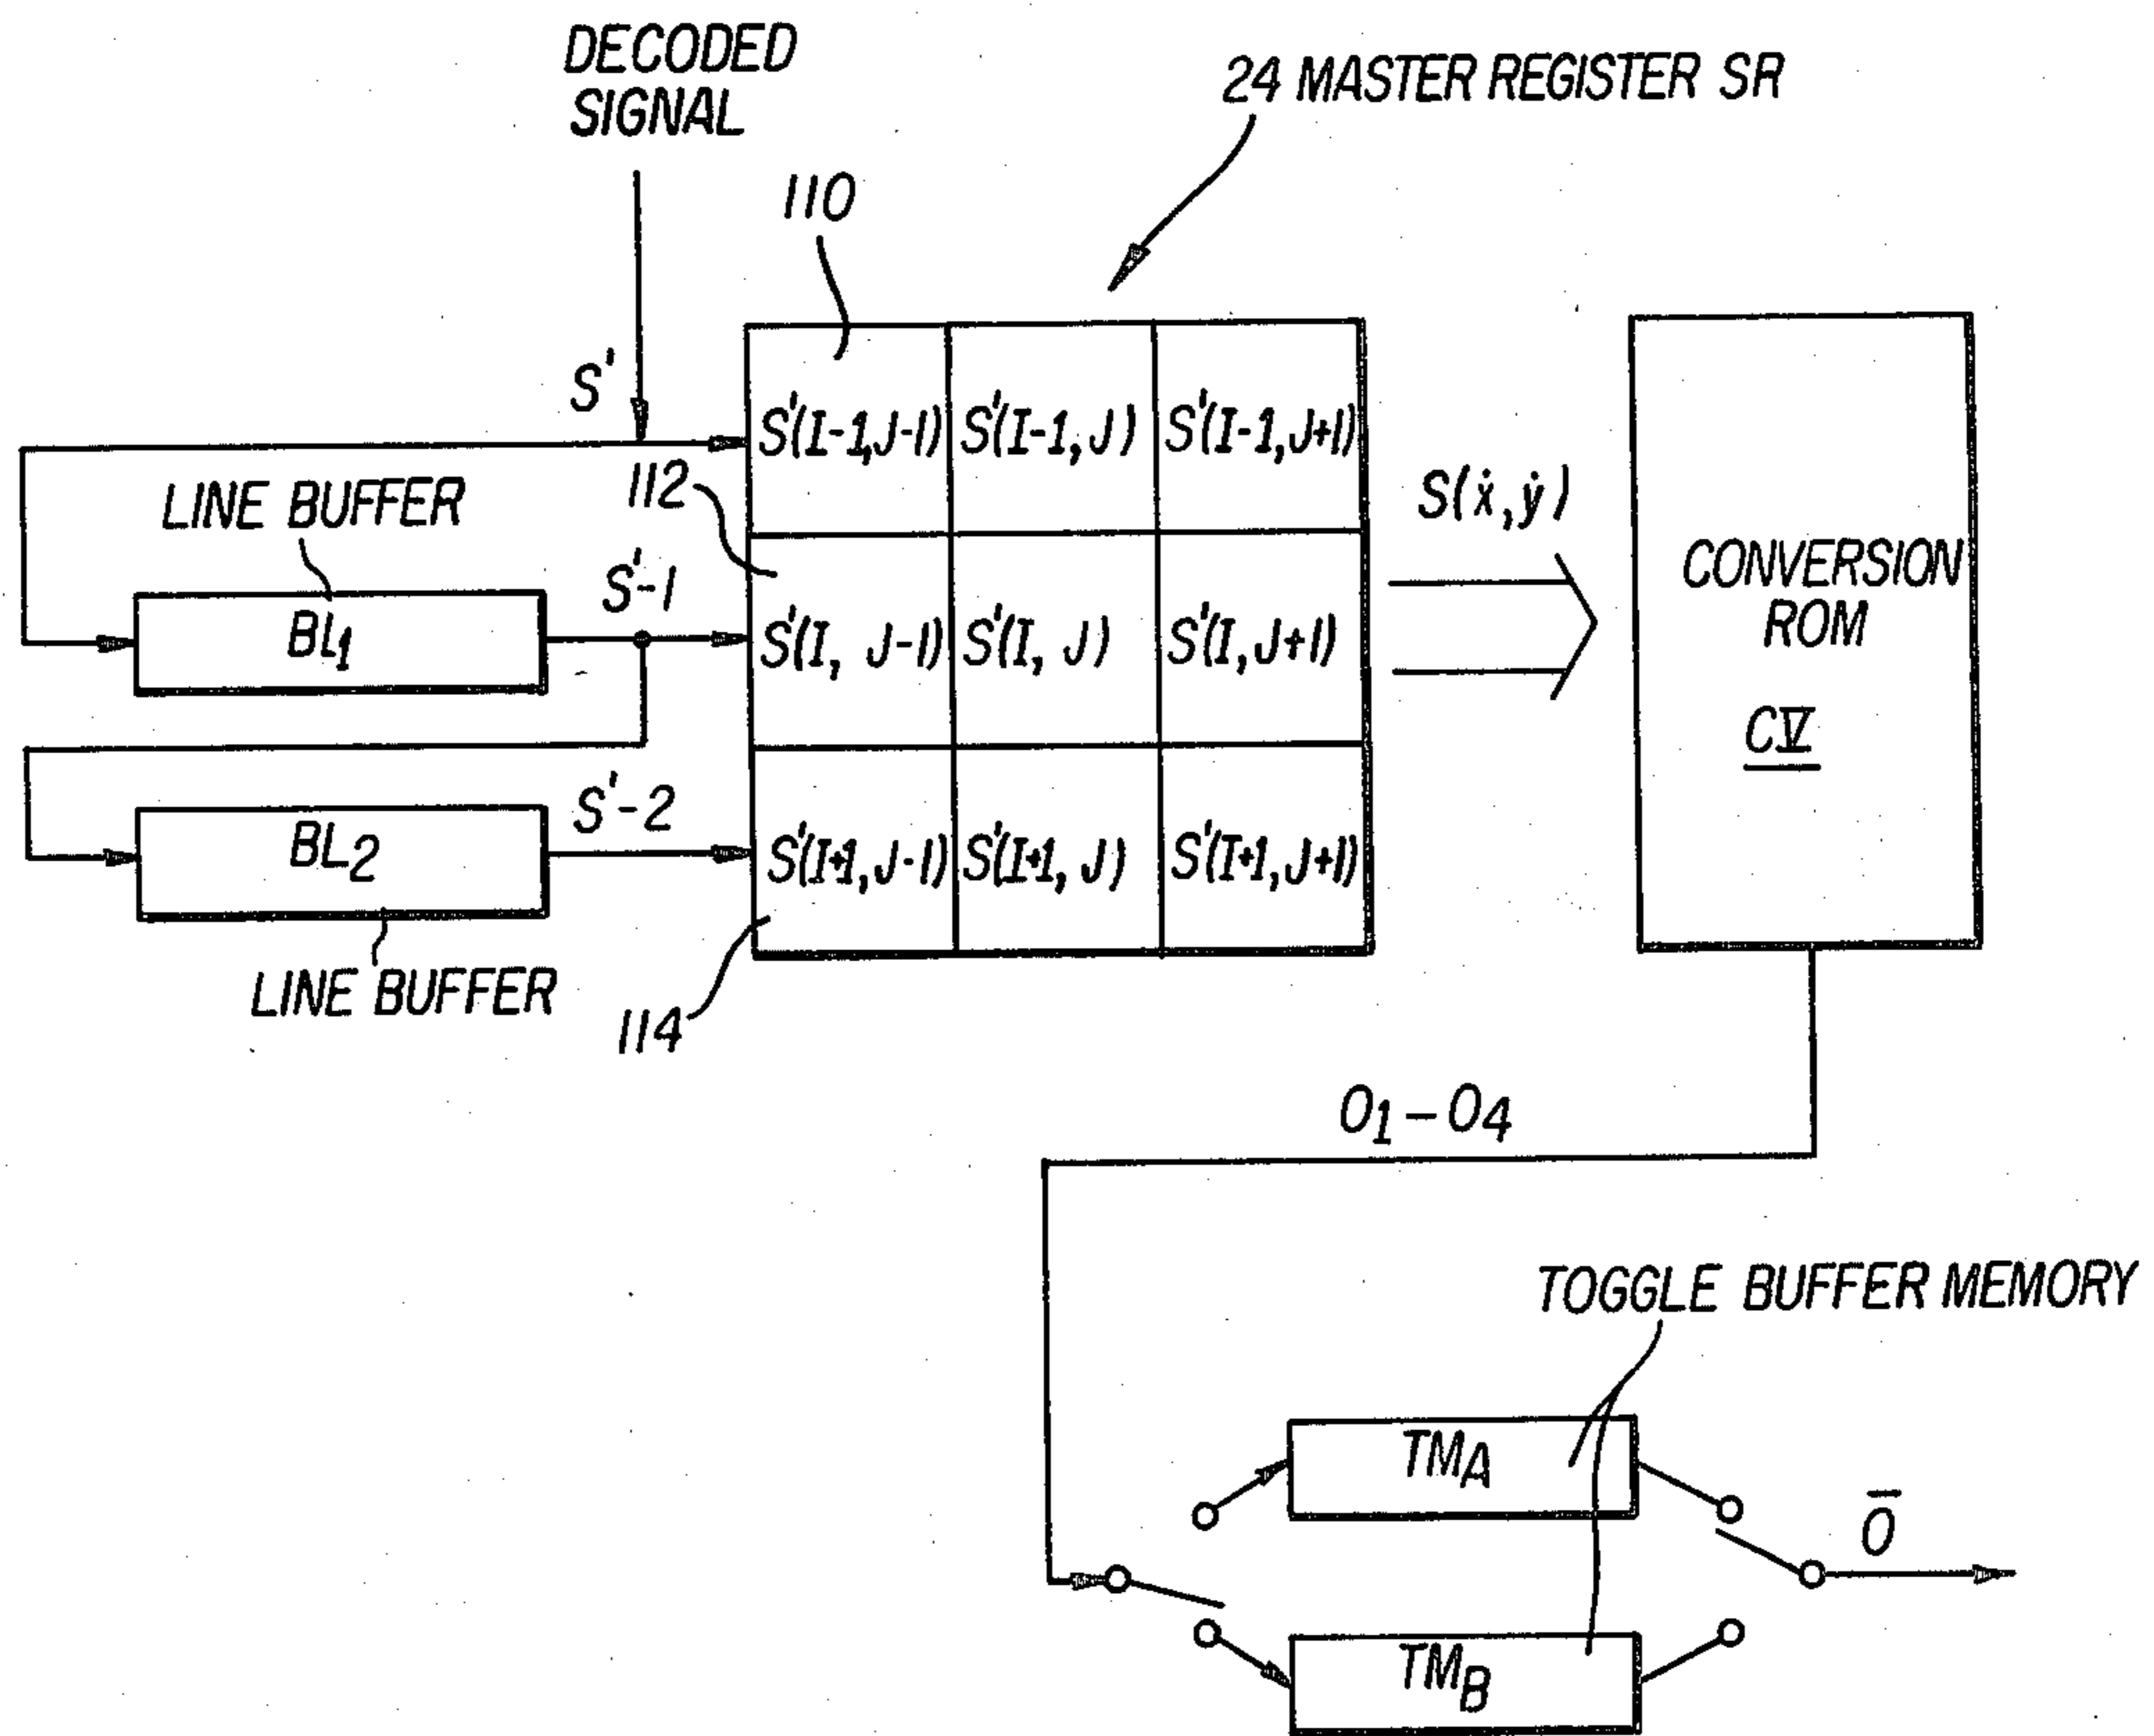 DECODED
SIGNAL
24 MASTER REGISTER SR
110
S'
S'(I-1,J-1) S'(I-1,J) S'(I-1,J+1)
112
LINE BUFFER
S(ẋ,ẏ)
CONVERSION
ROM
CV
S'-1
BL1
S'(I, J-1) S'(I, J) S'(I,J+1)
S'-2
BL2
S'(I+1,J-1) S'(I+1,J) S'(I+1,J+1)
LINE BUFFER
114
O1-O4
TOGGLE BUFFER MEMORY
TMA
Ō
TMB